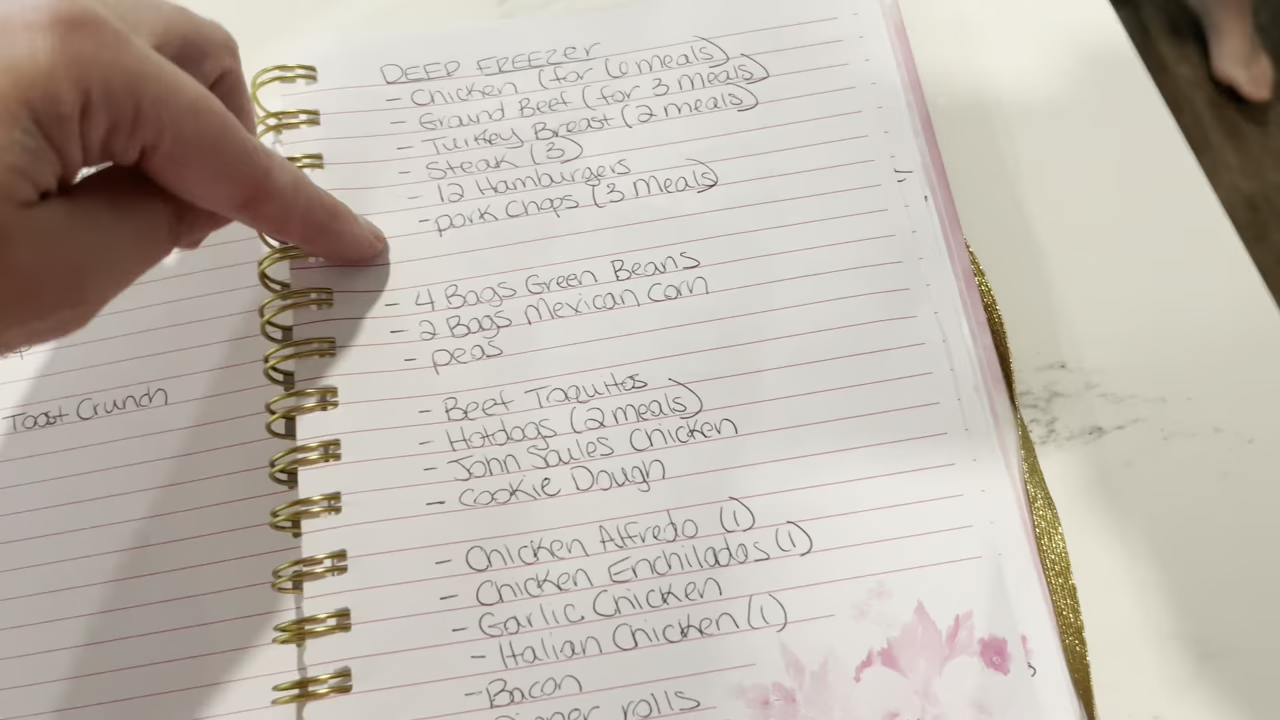 Toast Crunch
DEEP FREEZER
- Chicken (for 6 meals)
- Ground Beef (for 3 meals)
- Turkey Breast (2 meals)
- Steak (3)
- 12 Hamburgers
- pork Chops (3 Meals)
- 4 Bags Green Beans
- 2 Bags Mexican Corn
- peas
- Beef Taquitos
- Hotdogs (2 meals)
- John Soules Chicken
- Cookie Dough
- Chicken Alfredo (1)
- Chicken Enchiladas (1)
- Garlic Chicken
- Italian Chicken (1)
- Bacon
Dinner rolls